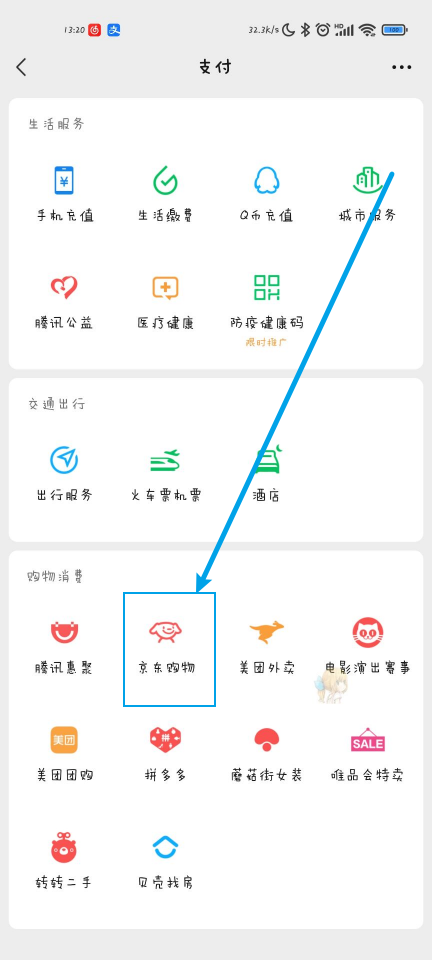 13:20
32.3K/s
HD
100
支付
生活服务
手机充值
生活缴费
Q币充值
城市服务
腾讯公益
医疗健康
防疫健康码
限时推广
交通出行
出行服务
火车票机票
酒店
购物消费
腾讯惠聚
京东购物
美团外卖
电影演出赛事
美团
拼
SALE
美团团购
拼多多
蘑菇街女装
唯品会特卖
转转二手
贝壳找房